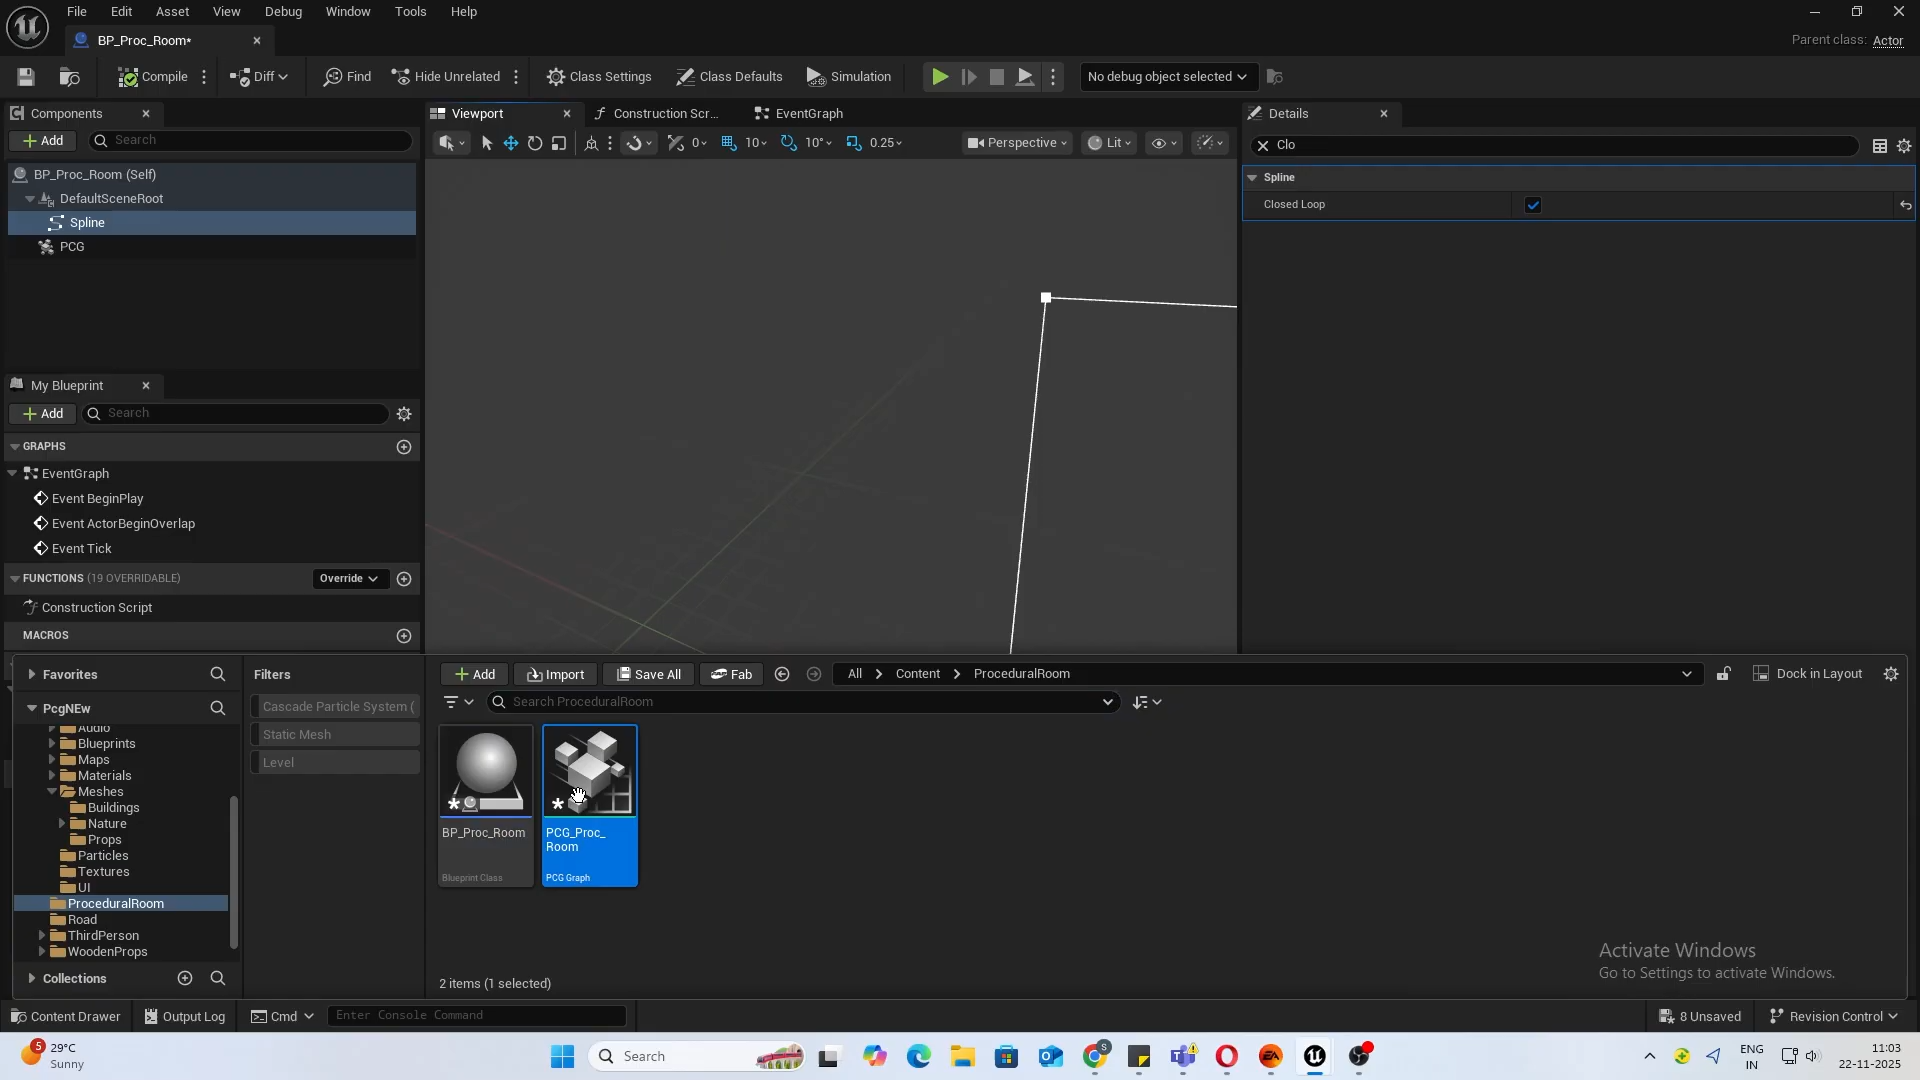 File Edit Asset View Debug Window Tools Help
BP_Proc_Room*
Parent class: Actor
Compile Diff Find Hide Unrelated Class Settings Class Defaults Simulation No debug object selected
Components Viewport Construction Scr... EventGraph Details
Add Search 0 10 10° 0.25 Perspective Lit Clo
BP_Proc_Room (Self)
DefaultSceneRoot
Spline
PCG
Spline
Closed Loop
My Blueprint
Add Search
GRAPHS
EventGraph
Event BeginPlay
Event ActorBeginOverlap
Event Tick
FUNCTIONS (19 OVERRIDABLE) Override
Construction Script
MACROS
Favorites
PcgNEw
Audio
Blueprints
Maps
Materials
Meshes
Buildings
Nature
Props
Particles
Textures
UI
ProceduralRoom
Road
ThirdPerson
WoodenProps
Collections
Filters
Cascade Particle System (
Static Mesh
Level
Add Import Save All Fab All Content ProceduralRoom Dock in Layout
Search ProceduralRoom
BP_Proc_Room
Blueprint Class
PCG_Proc_
Room
PCG Graph
2 items (1 selected)
Activate Windows
Go to Settings to activate Windows.
Content Drawer Output Log Cmd Enter Console Command 8 Unsaved Revision Control
5
29°C
Sunny
Search
S
ENG
IN
11:03
22-11-2025